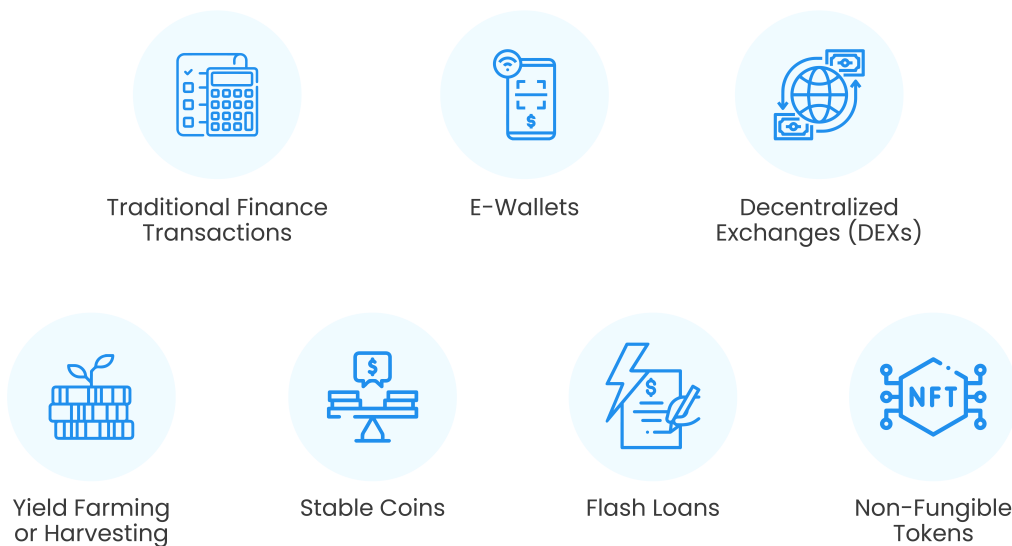 Traditional Finance
Transactions
E-Wallets
Decentralized
Exchanges (DEXs)
$
$
$
NFT
Yield Farming
or Harvesting
Stable Coins
Flash Loans
Non-Fungible
Tokens